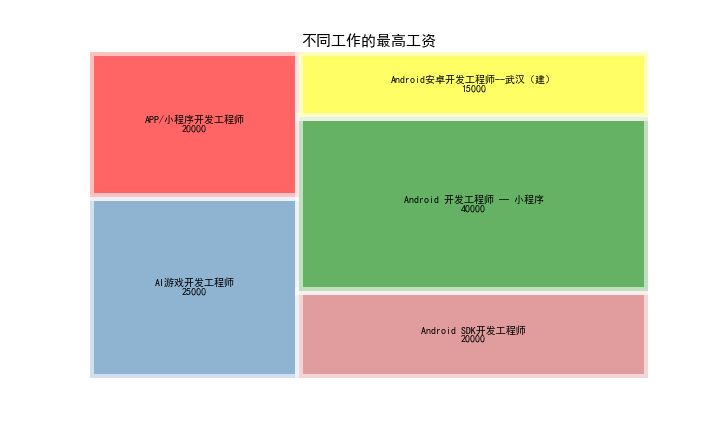 不同工作的最高工资
APP/小程序开发工程师
20000
Android安卓开发工程师--武汉（建）
15000
Android 开发工程师 -- 小程序
40000
AI游戏开发工程师
25000
Android SDK开发工程师
20000